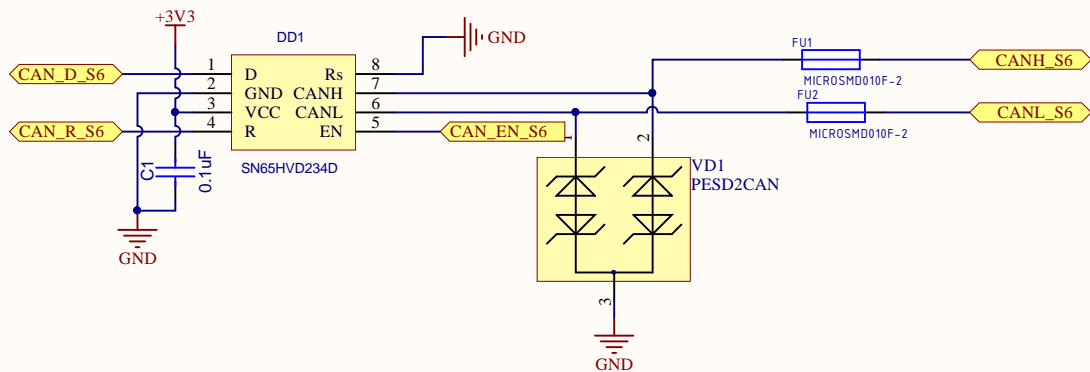 +3V3
DD1
GND
FU1
CAN_D_S6
1
D
Rs
8
CANH_S6
2
GND
CANH
7
MICROSMD010F-2
FU2
3
VCC
CANL
6
CANL_S6
CAN_R_S6
4
R
EN
5
CAN_EN_S6
MICROSMD010F-2
C1
0.1uF
SN65HVD234D
1
2
VD1
PESD2CAN
GND
3
GND